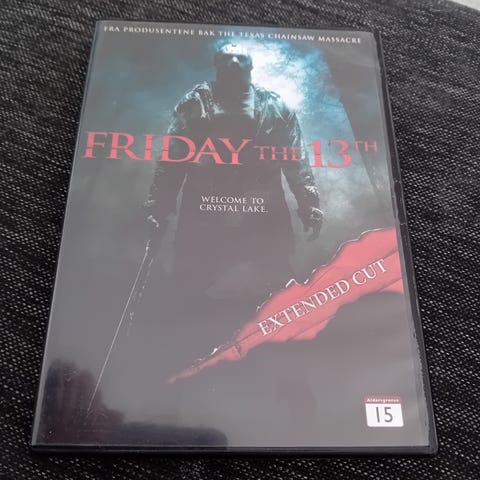 FRA PRODUSENTENE BAK THE TEXAS CHAINSAW MASSACRE
FRIDAY THE 13TH
WELCOME TO
CRYSTAL LAKE.
EXTENDED CUT
Aldersgrense
15